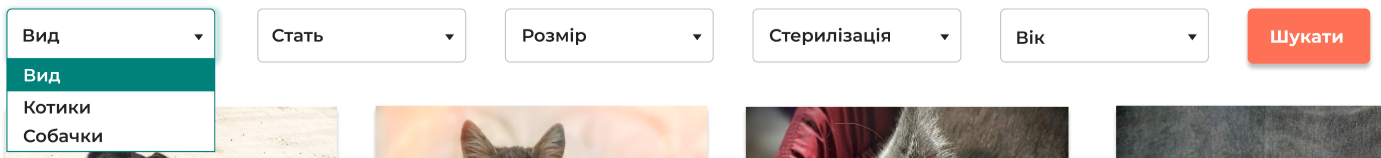 Вид
Стать
Розмір
Стерилізація
Вік
Шукати
Вид
Котики
Собачки